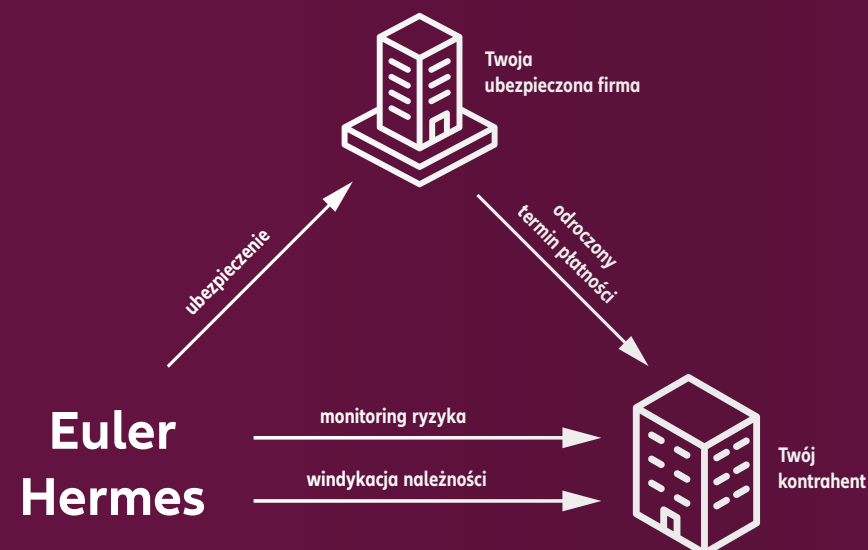 Twoja
ubezpieczona firma
ubezpieczenie
odroczony
termin płatności
Euler
Hermes
monitoring ryzyka
windykacja należności
Twój
kontrahent